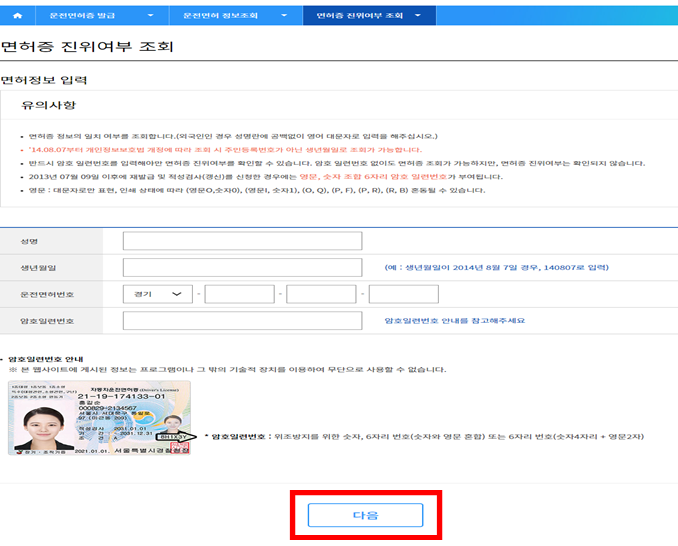 운전면허증 발급
운전면허 정보조회
면허증 진위여부 조회
면허증 진위여부 조회
면허정보 입력
유의사항
• 면허증 정보의 일치 여부를 조회합니다.(외국인인 경우 성명란에 공백없이 영어 대문자로 입력을 해주십시오.)
• '14.08.07부터 개인정보보호법 개정에 따라 조회 시 주민등록번호가 아닌 생년월일로 조회가 가능합니다.
• 반드시 암호 일련번호를 입력해야만 면허증 진위여부를 확인할 수 있습니다. 암호 일련번호 없이도 면허증 조회가 가능하지만, 면허증 진위여부는 확인되지 않습니다.
• 2013년 07월 09일 이후에 재발급 및 적성검사(갱신)를 신청한 경우에는 영문, 숫자 조합 6자리 암호 일련번호가 부여됩니다.
• 영문 : 대문자로만 표현, 인쇄 상태에 따라 (영문O,숫자0), (영문I, 숫자1), (O, Q), (P, F), (P, R), (R, B) 혼동될 수 있습니다.
성명
생년월일
(예 : 생년월일이 2014년 8월 7일 경우, 140807로 입력)
운전면허번호
경기
- - -
암호일련번호
암호일련번호 안내를 참고해주세요
• 암호일련번호 안내
※ 본 웹사이트에 게시된 정보는 프로그램이나 그 밖의 기술적 장치를 이용하여 무단으로 사용할 수 없습니다.
자동차운전면허증 (Driver's License)
21-19-174133-01
홍길순
000829-2134567
서울시 서대문구 통일로
97 (미근동 209)
적성검사 2031.01.01
기 간 ~ 2031.12.31
조 건 A
8H1X3Y
2021.01.01. 서울특별시경찰청장
* 암호일련번호 : 위조방지를 위한 숫자, 6자리 번호(숫자와 영문 혼합) 또는 6자리 번호(숫자4자리 + 영문2자)
다음